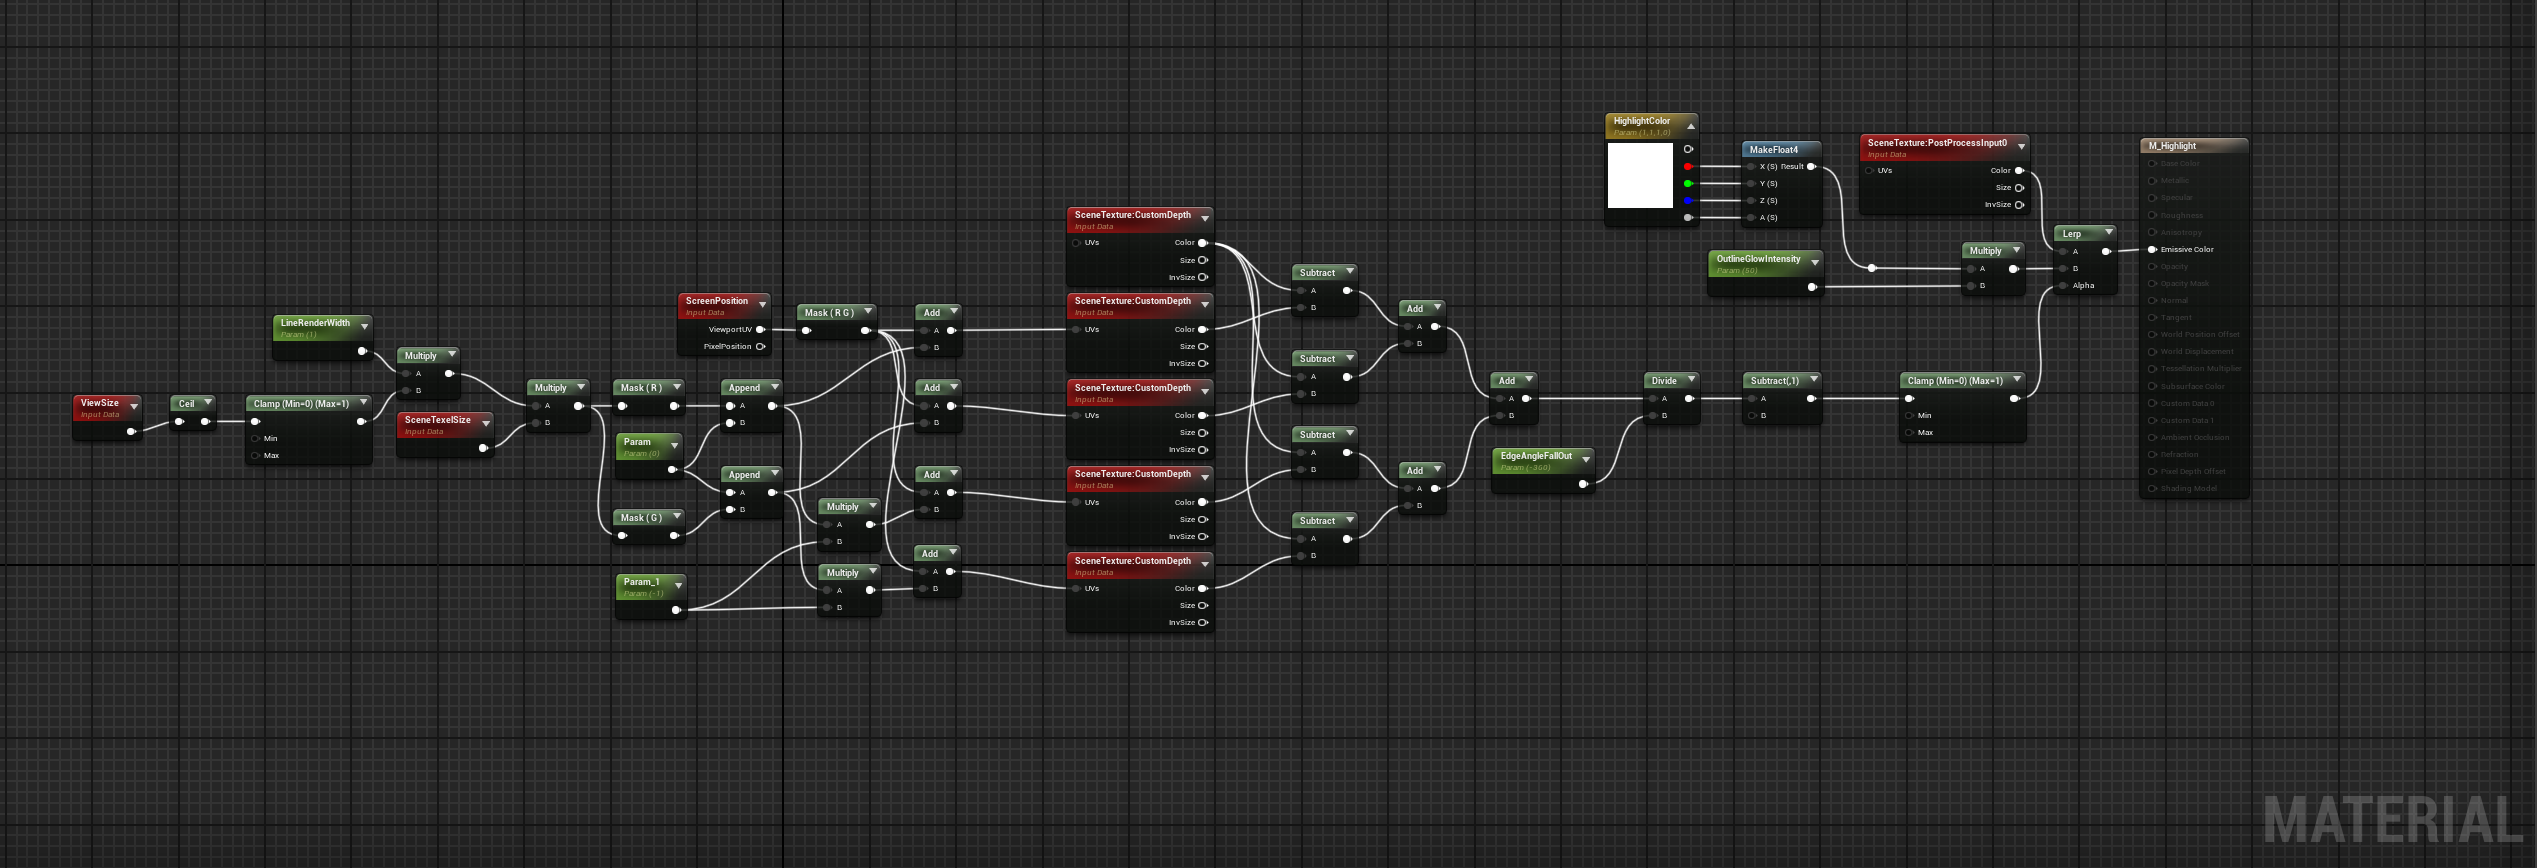 ViewSize
Input Data
Ceil
Clamp (Min=0) (Max=1)
Min
Max
LineRenderWidth
Param (1)
Multiply
A
B
SceneTexelSize
Input Data
Multiply
A
B
Mask ( R )
Param
Param (0)
Mask ( G )
Param_1
Param (-1)
ScreenPosition
Input Data
ViewportUV
PixelPosition
Append
A
B
Append
A
B
Mask ( R G )
Multiply
A
B
Multiply
A
B
Add
A
B
Add
A
B
Add
A
B
Add
A
B
SceneTexture:CustomDepth
Input Data
UVs Color
Size
InvSize
SceneTexture:CustomDepth
Input Data
UVs Color
Size
InvSize
SceneTexture:CustomDepth
Input Data
UVs Color
Size
InvSize
SceneTexture:CustomDepth
Input Data
UVs Color
Size
InvSize
SceneTexture:CustomDepth
Input Data
UVs Color
Size
InvSize
Subtract
A
B
Subtract
A
B
Subtract
A
B
Subtract
A
B
Add
A
B
Add
A
B
Add
A
B
EdgeAngleFallOut
Param (-360)
Divide
A
B
Subtract(,1)
A
B
Clamp (Min=0) (Max=1)
Min
Max
HighlightColor
Param (1,1,1,0)
MakeFloat4
X (S) Result
Y (S)
Z (S)
A (S)
OutlineGlowIntensity
Param (50)
SceneTexture:PostProcessInput0
Input Data
UVs Color
Size
InvSize
Multiply
A
B
Lerp
A
B
Alpha
M_Highlight
Base Color
Metallic
Specular
Roughness
Anisotropy
Emissive Color
Opacity
Opacity Mask
Normal
Tangent
World Position Offset
World Displacement
Tessellation Multiplier
Subsurface Color
Custom Data 0
Custom Data 1
Ambient Occlusion
Refraction
Pixel Depth Offset
Shading Model
MATERIAL